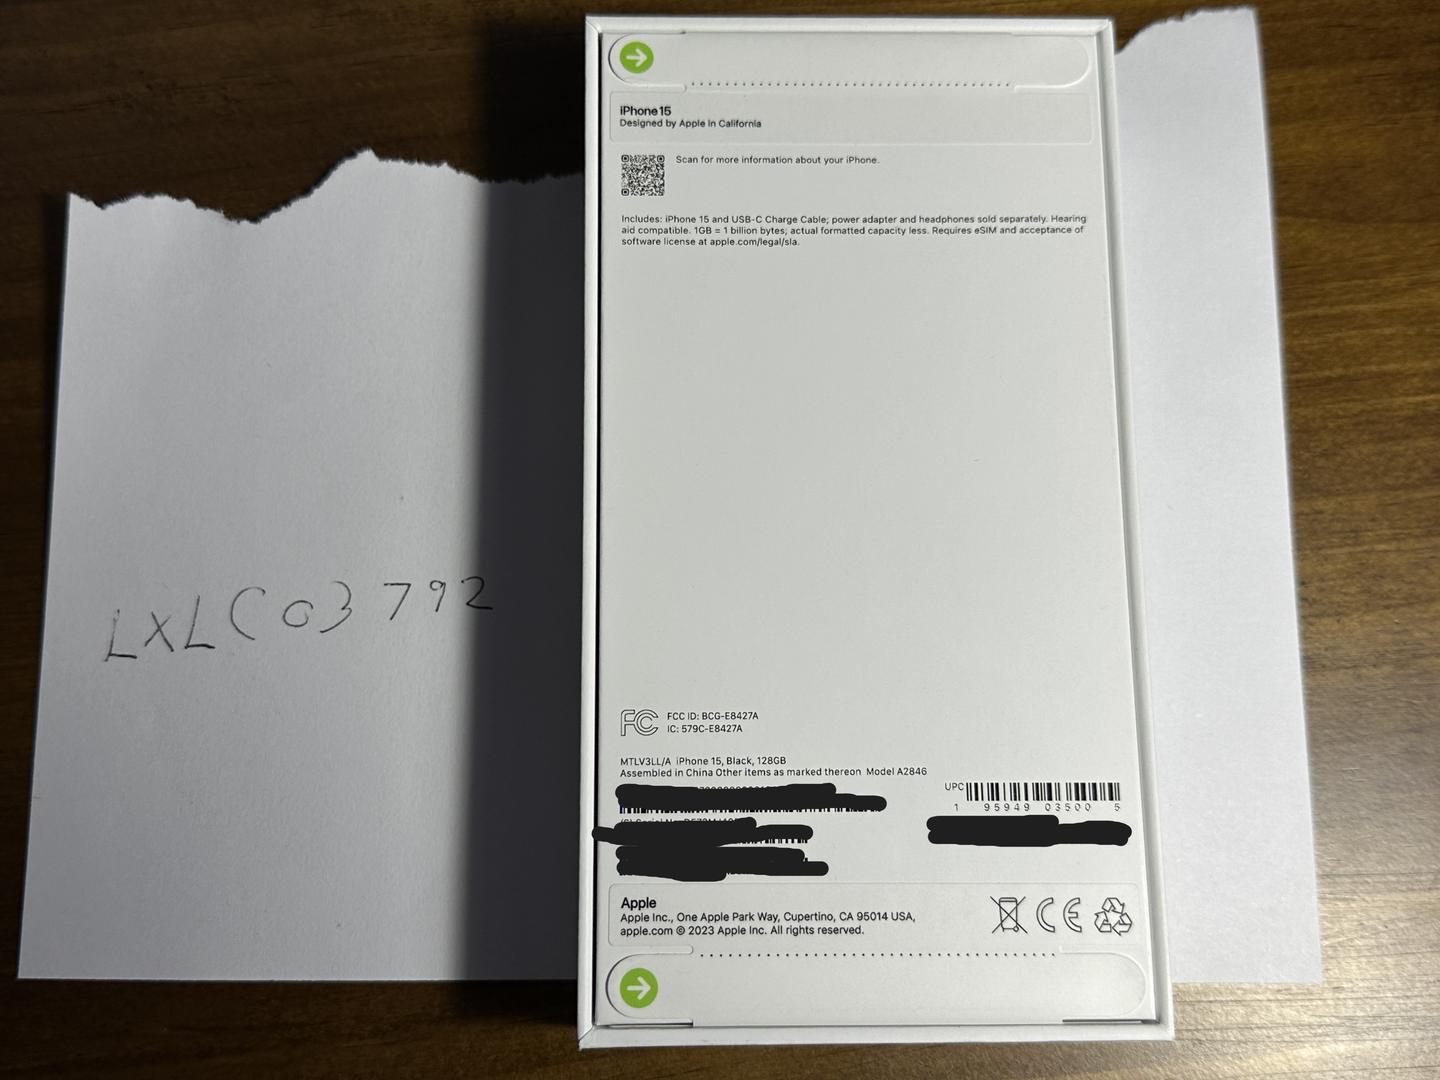 iPhone 15
Designed by Apple in California
Scan for more information about your iPhone.
Includes: iPhone 15 and USB-C Charge Cable; power adapter and headphones sold separately. Hearing
aid compatible. 1GB = 1 billion bytes; actual formatted capacity less. Requires eSIM and acceptance of
software license at apple.com/legal/sla.
LXLC03792
FC FCC ID: BCG-E8427A
IC: 579C-E8427A
MTLV3LL/A iPhone 15, Black, 128GB
Assembled in China Other items as marked thereon Model A2846
UPC
1 95949 03500 5
(S) Serial No.
Apple
Apple Inc., One Apple Park Way, Cupertino, CA 95014 USA,
apple.com © 2023 Apple Inc. All rights reserved.
CE